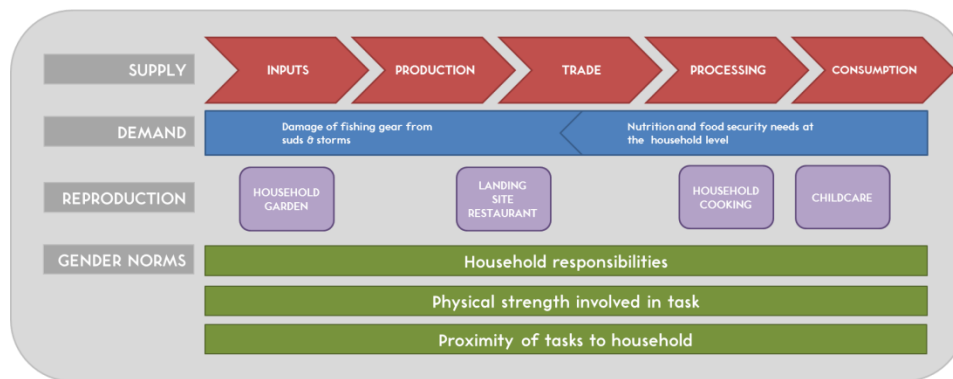 SUPPLY
INPUTS
PRODUCTION
TRADE
PROCESSING
CONSUMPTION
DEMAND
Damage of fishing gear from
suds & storms
Nutrition and food security needs at
the household level
REPRODUCTION
HOUSEHOLD
GARDEN
LANDING
SITE
RESTAURANT
HOUSEHOLD
COOKING
CHILDCARE
GENDER NORMS
Household responsibilities
Physical strength involved in task
Proximity of tasks to household